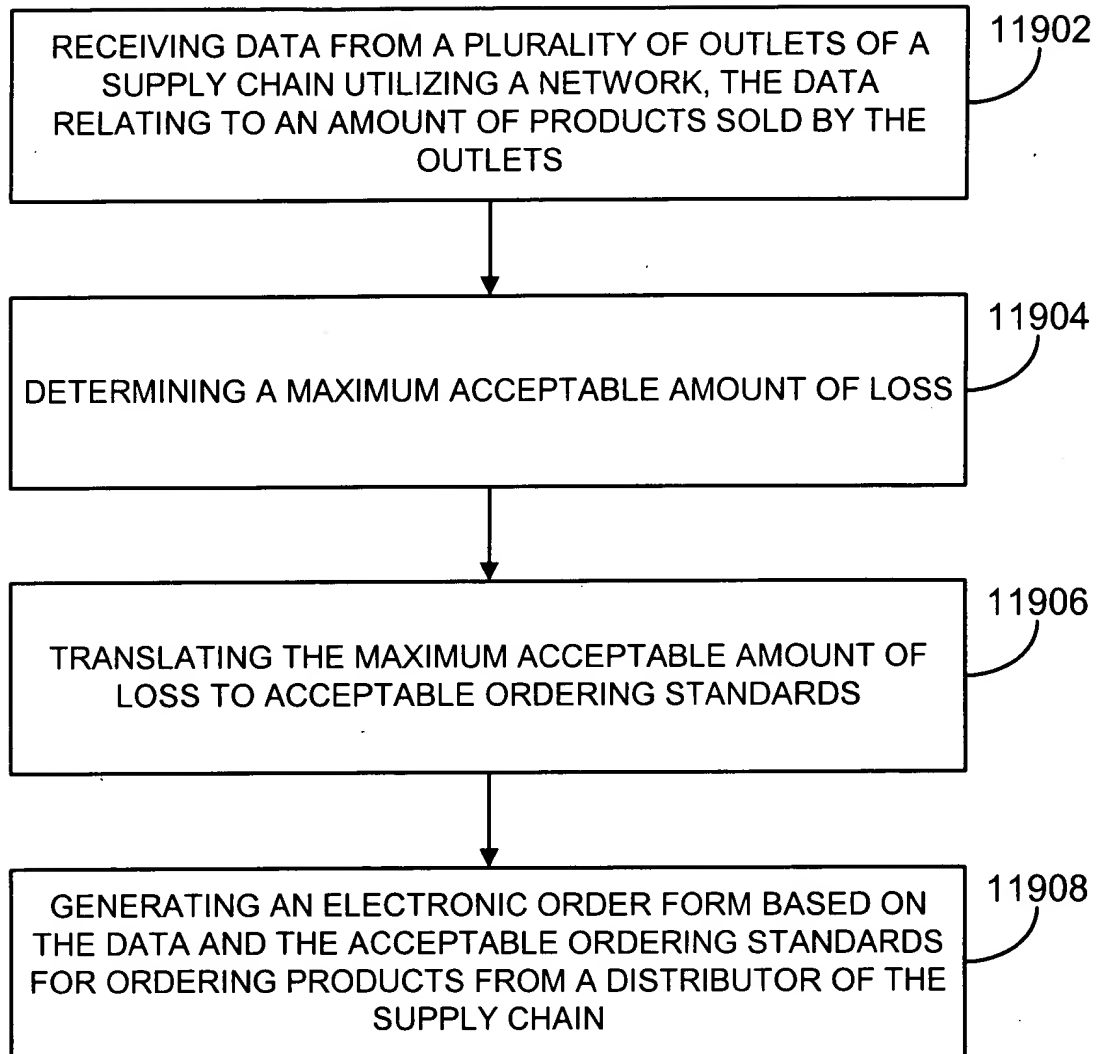 RECEIVING DATA FROM A PLURALITY OF OUTLETS OF A
SUPPLY CHAIN UTILIZING A NETWORK, THE DATA
RELATING TO AN AMOUNT OF PRODUCTS SOLD BY THE
OUTLETS
11902
DETERMINING A MAXIMUM ACCEPTABLE AMOUNT OF LOSS
11904
TRANSLATING THE MAXIMUM ACCEPTABLE AMOUNT OF
LOSS TO ACCEPTABLE ORDERING STANDARDS
11906
GENERATING AN ELECTRONIC ORDER FORM BASED ON
THE DATA AND THE ACCEPTABLE ORDERING STANDARDS
FOR ORDERING PRODUCTS FROM A DISTRIBUTOR OF THE
SUPPLY CHAIN
11908